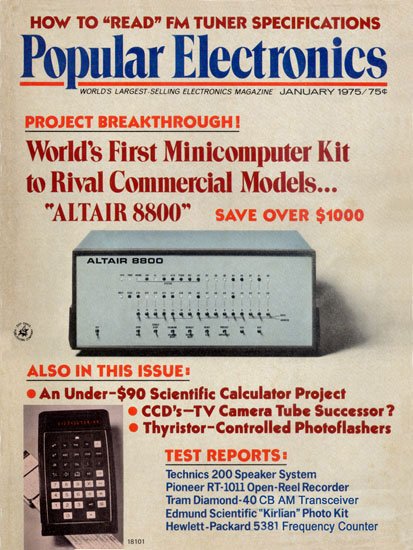 HOW TO "READ" FM TUNER SPECIFICATIONS
Popular Electronics
WORLD'S LARGEST-SELLING ELECTRONICS MAGAZINE JANUARY 1975/75¢
PROJECT BREAKTHROUGH!
World's First Minicomputer Kit
to Rival Commercial Models...
"ALTAIR 8800" SAVE OVER $1000
ALTAIR 8800
ALSO IN THIS ISSUE:
● An Under-$90 Scientific Calculator Project
● CCD's—TV Camera Tube Successor?
● Thyristor-Controlled Photoflashers
TEST REPORTS:
Technics 200 Speaker System
Pioneer RT-1011 Open-Reel Recorder
Tram Diamond-40 CB AM Transceiver
Edmund Scientific "Kirlian" Photo Kit
Hewlett-Packard 5381 Frequency Counter
18101